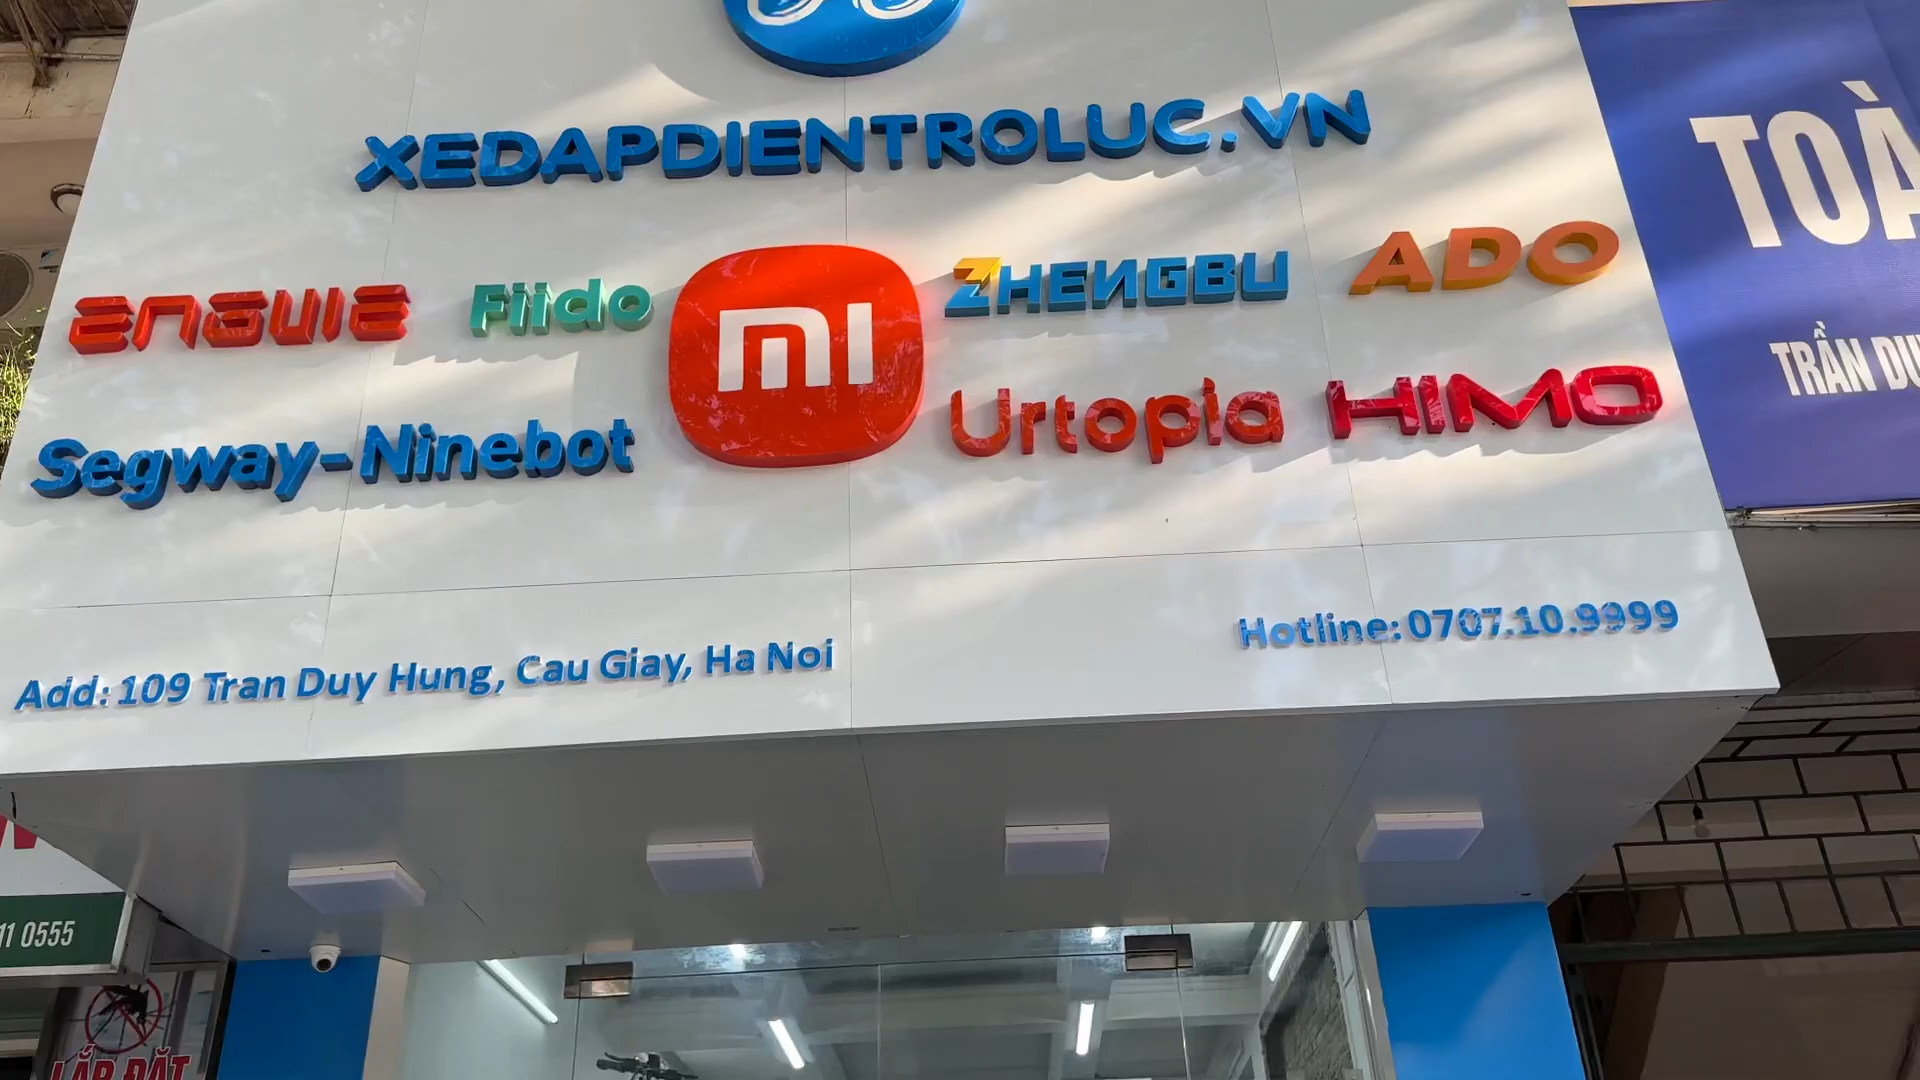 XEDAPDIENTROLUC.VN
ENGWE Fiido mi ZHENGBU ADO
Segway-Ninebot Urtopia HIMO
Add: 109 Tran Duy Hung, Cau Giay, Ha Noi
Hotline: 0707.10.9999
TOÀ
TRẦN DU
11 0555
LẮP ĐẶT